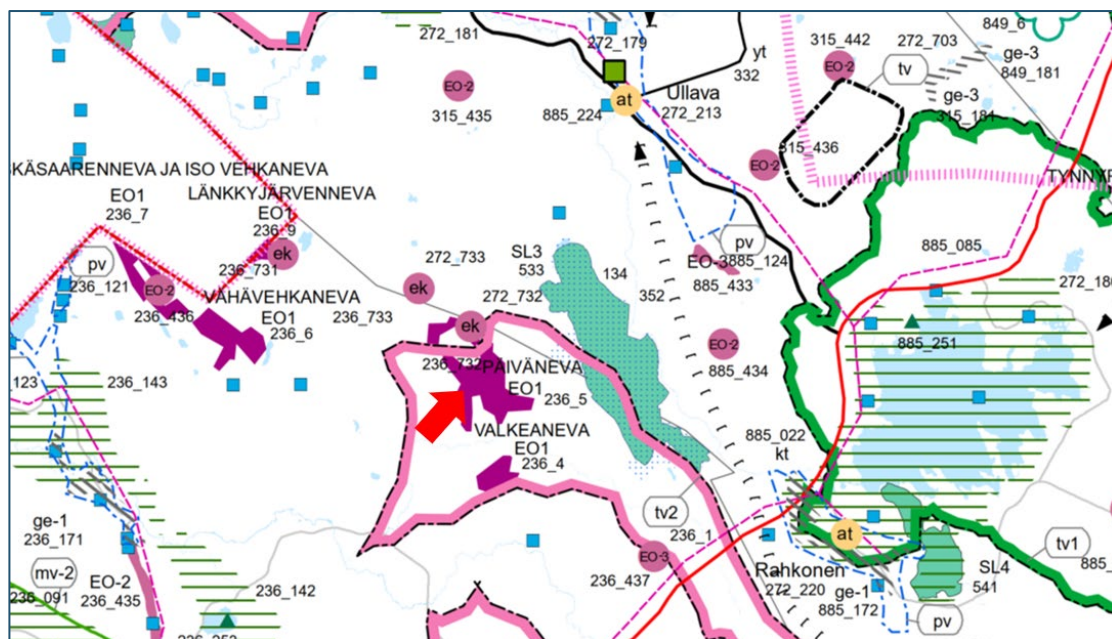 272_181
272_179
yt
332
315_442
EO-2
tv
272_703
849_6
ge-3
849_181
ge-3
315_181
EO-2
315_435
885_224
at
Ullava
272_213
EO-2
315_436
KÄSAARENNEVA JA ISO VEHKANEVA
EO1
236_7
LÄNKKYJÄRVENNEVA
EO1
236_9
ek
236_731
pv
236_121
EO-2
236_436
VÄHÄVEHKANEVA
EO1
236_6
236_733
272_733
ek
272_732
SL3
533
134
352
pv
EO-3
885_124
885_433
885_085
272_18
885_251
ek
236_732
PÄIVÄNEVA
EO1
236_5
VALKEANEVA
EO1
236_4
EO-2
885_434
_123
236_143
885_022
kt
tv2
236_1
EO-3
236_437
at
Rahkonen
272_220
ge-1
885_172
pv
SL4
541
tv1
885_
ge-1
236_171
mv-2
236_091
EO-2
236_435
236_142